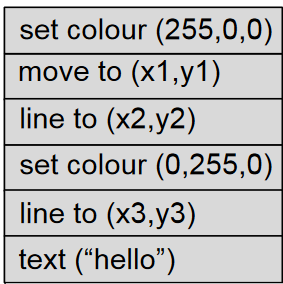 set colour (255,0,0)
move to (x1,y1)
line to (x2,y2)
set colour (0,255,0)
line to (x3,y3)
text (“hello”)